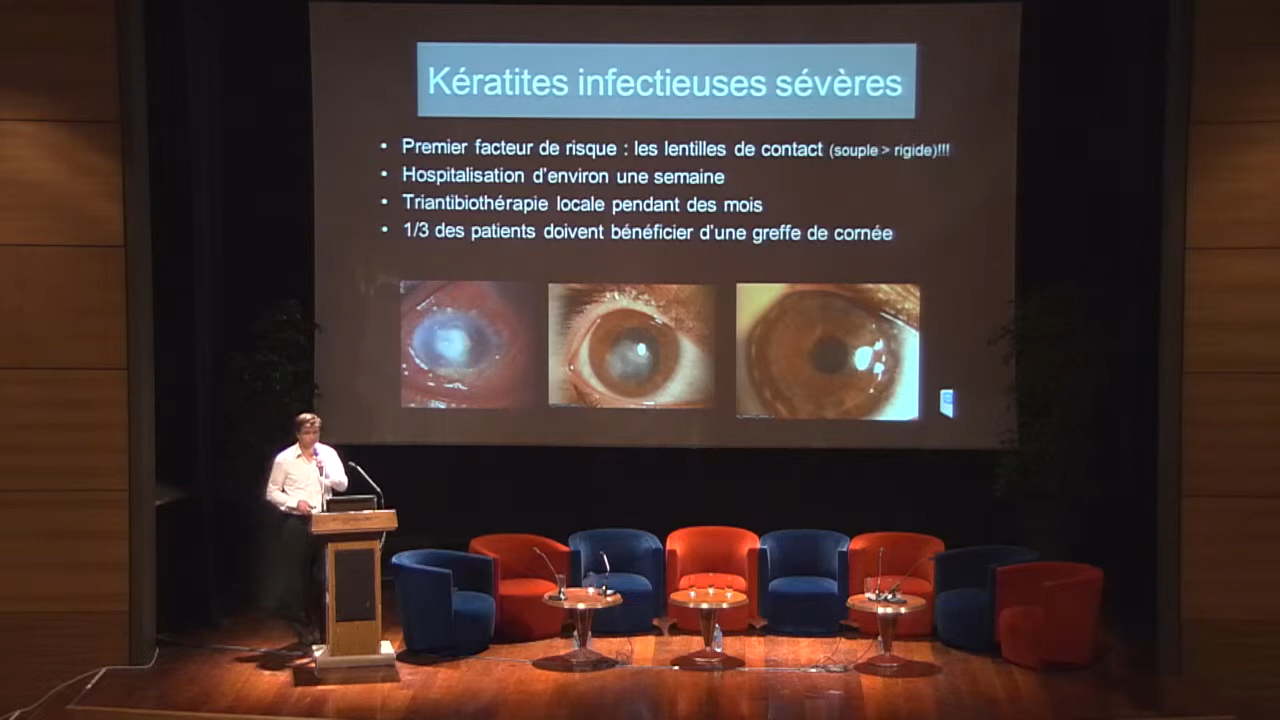 Kératites infectieuses sévères
• Premier facteur de risque : les lentilles de contact (souple > rigide)!!!
• Hospitalisation d'environ une semaine
• Triantibiothérapie locale pendant des mois
• 1/3 des patients doivent bénéficier d'une greffe de cornée